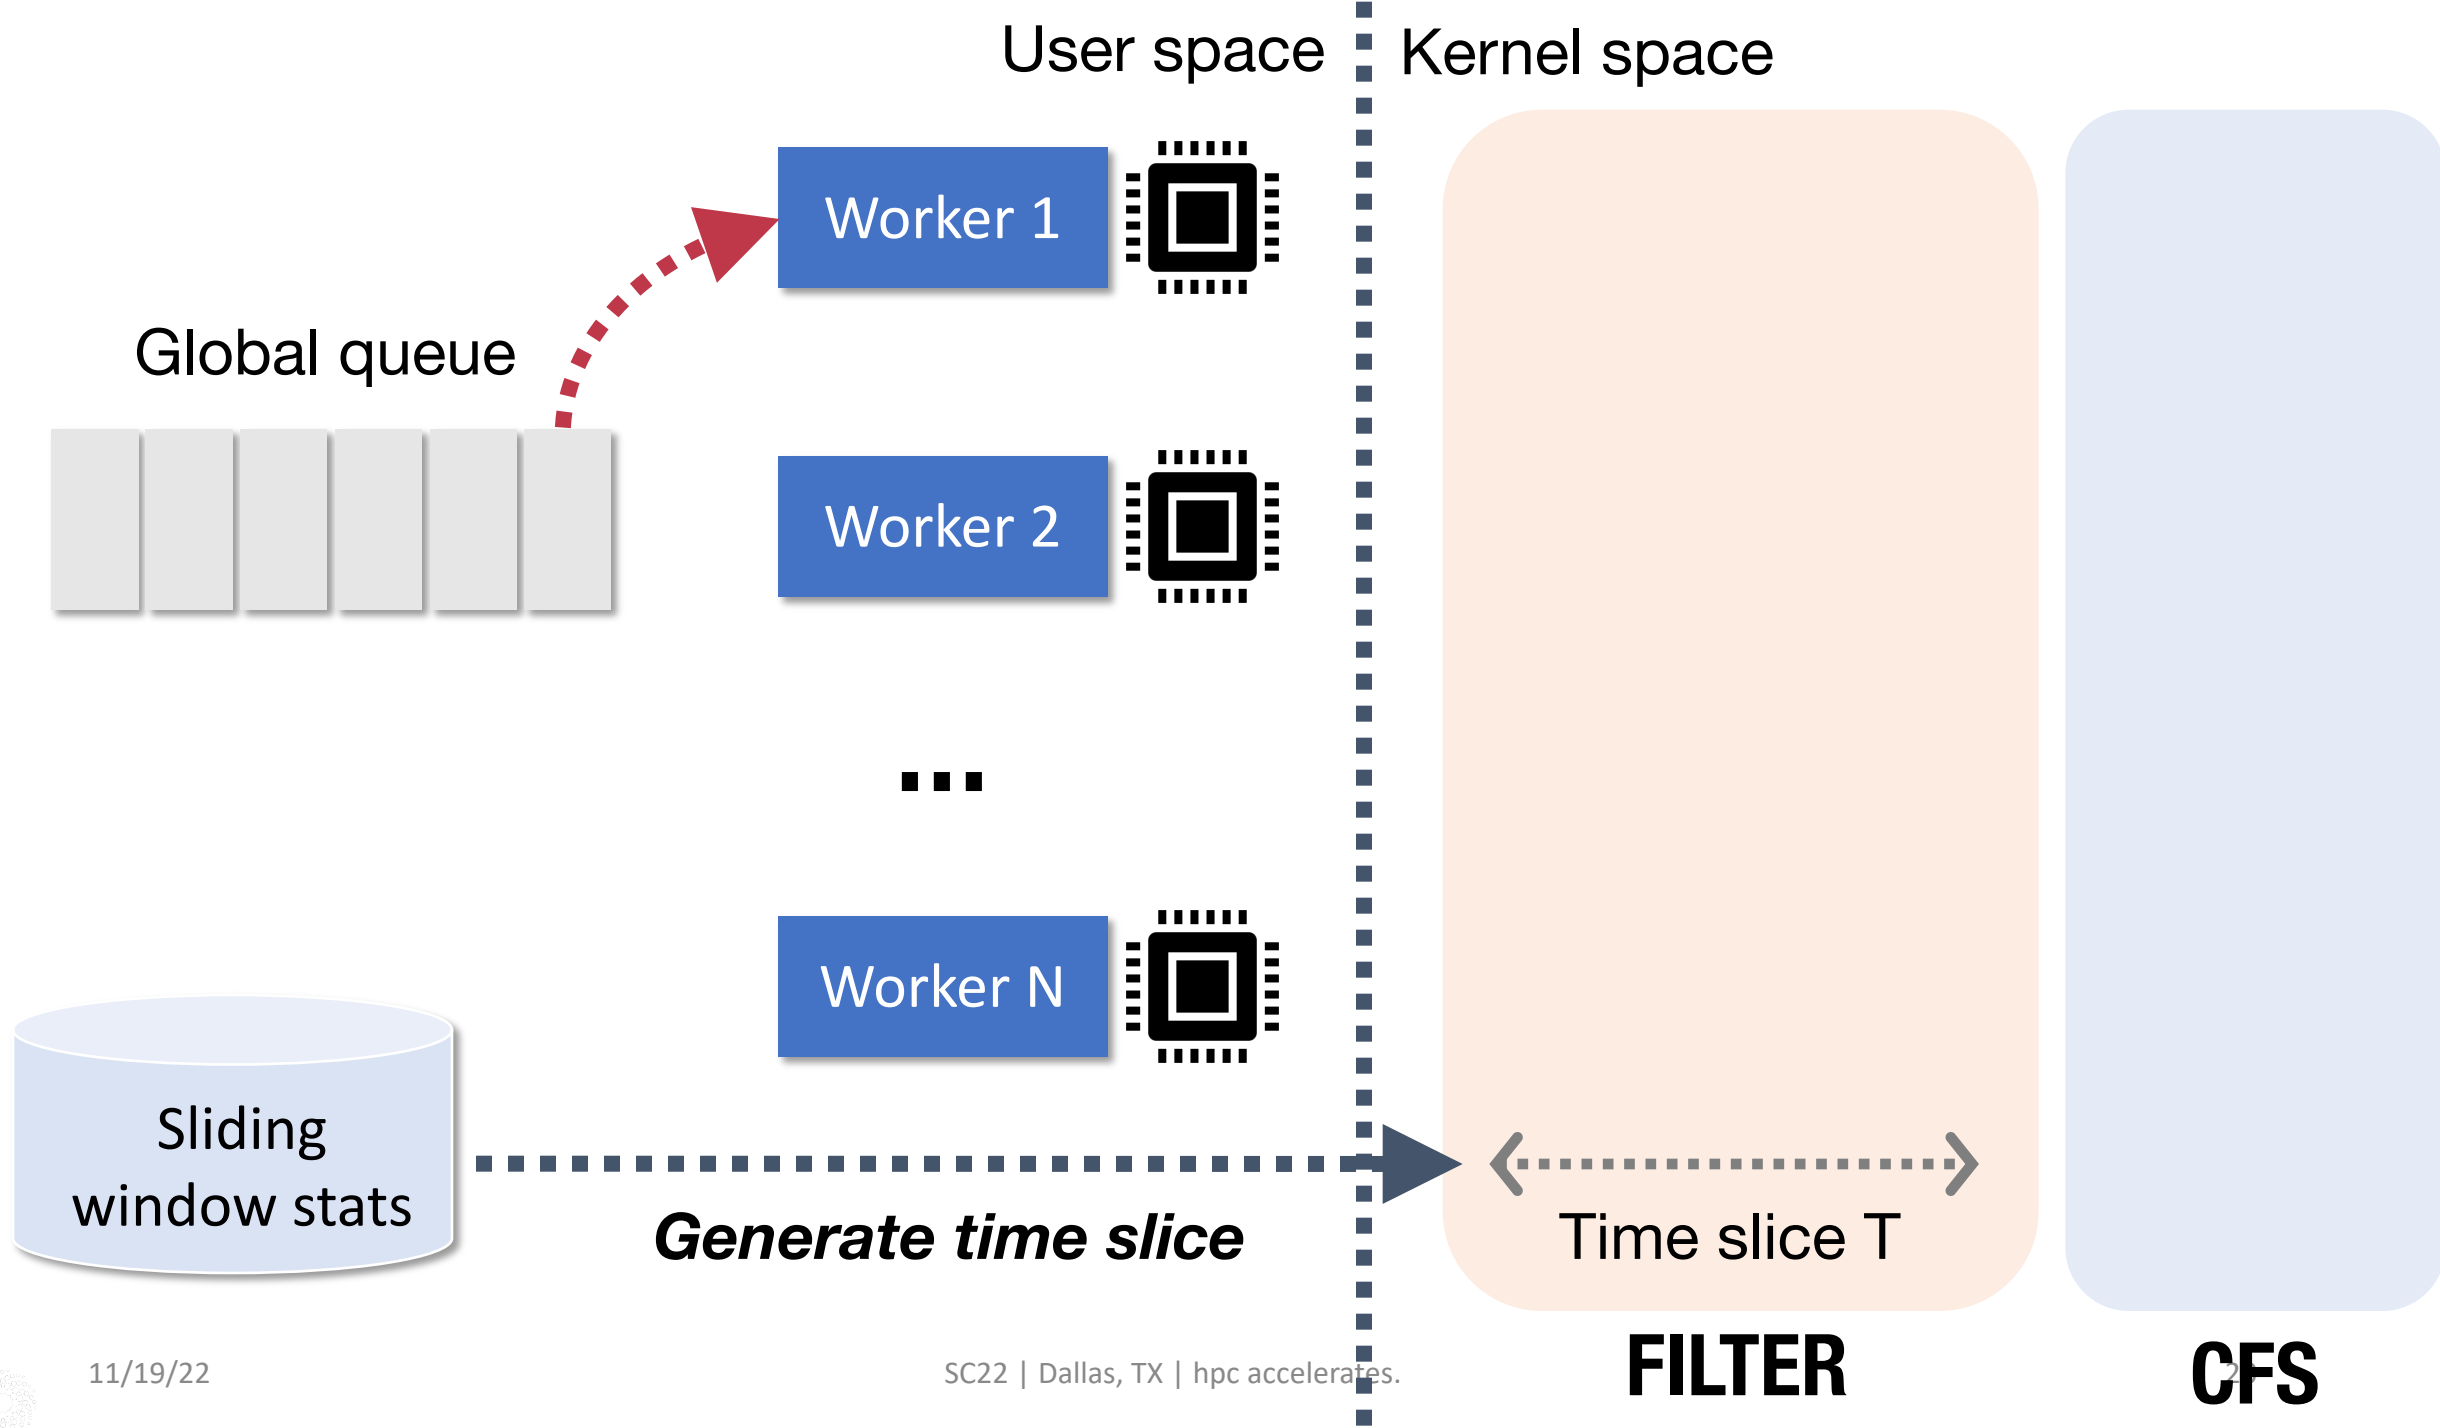 User space
Kernel space
Worker 1
Global queue
Worker 2
...
Worker N
Sliding
window stats
Generate time slice
Time slice T
FILTER
CFS
11/19/22
SC22 | Dallas, TX | hpc accelerates.